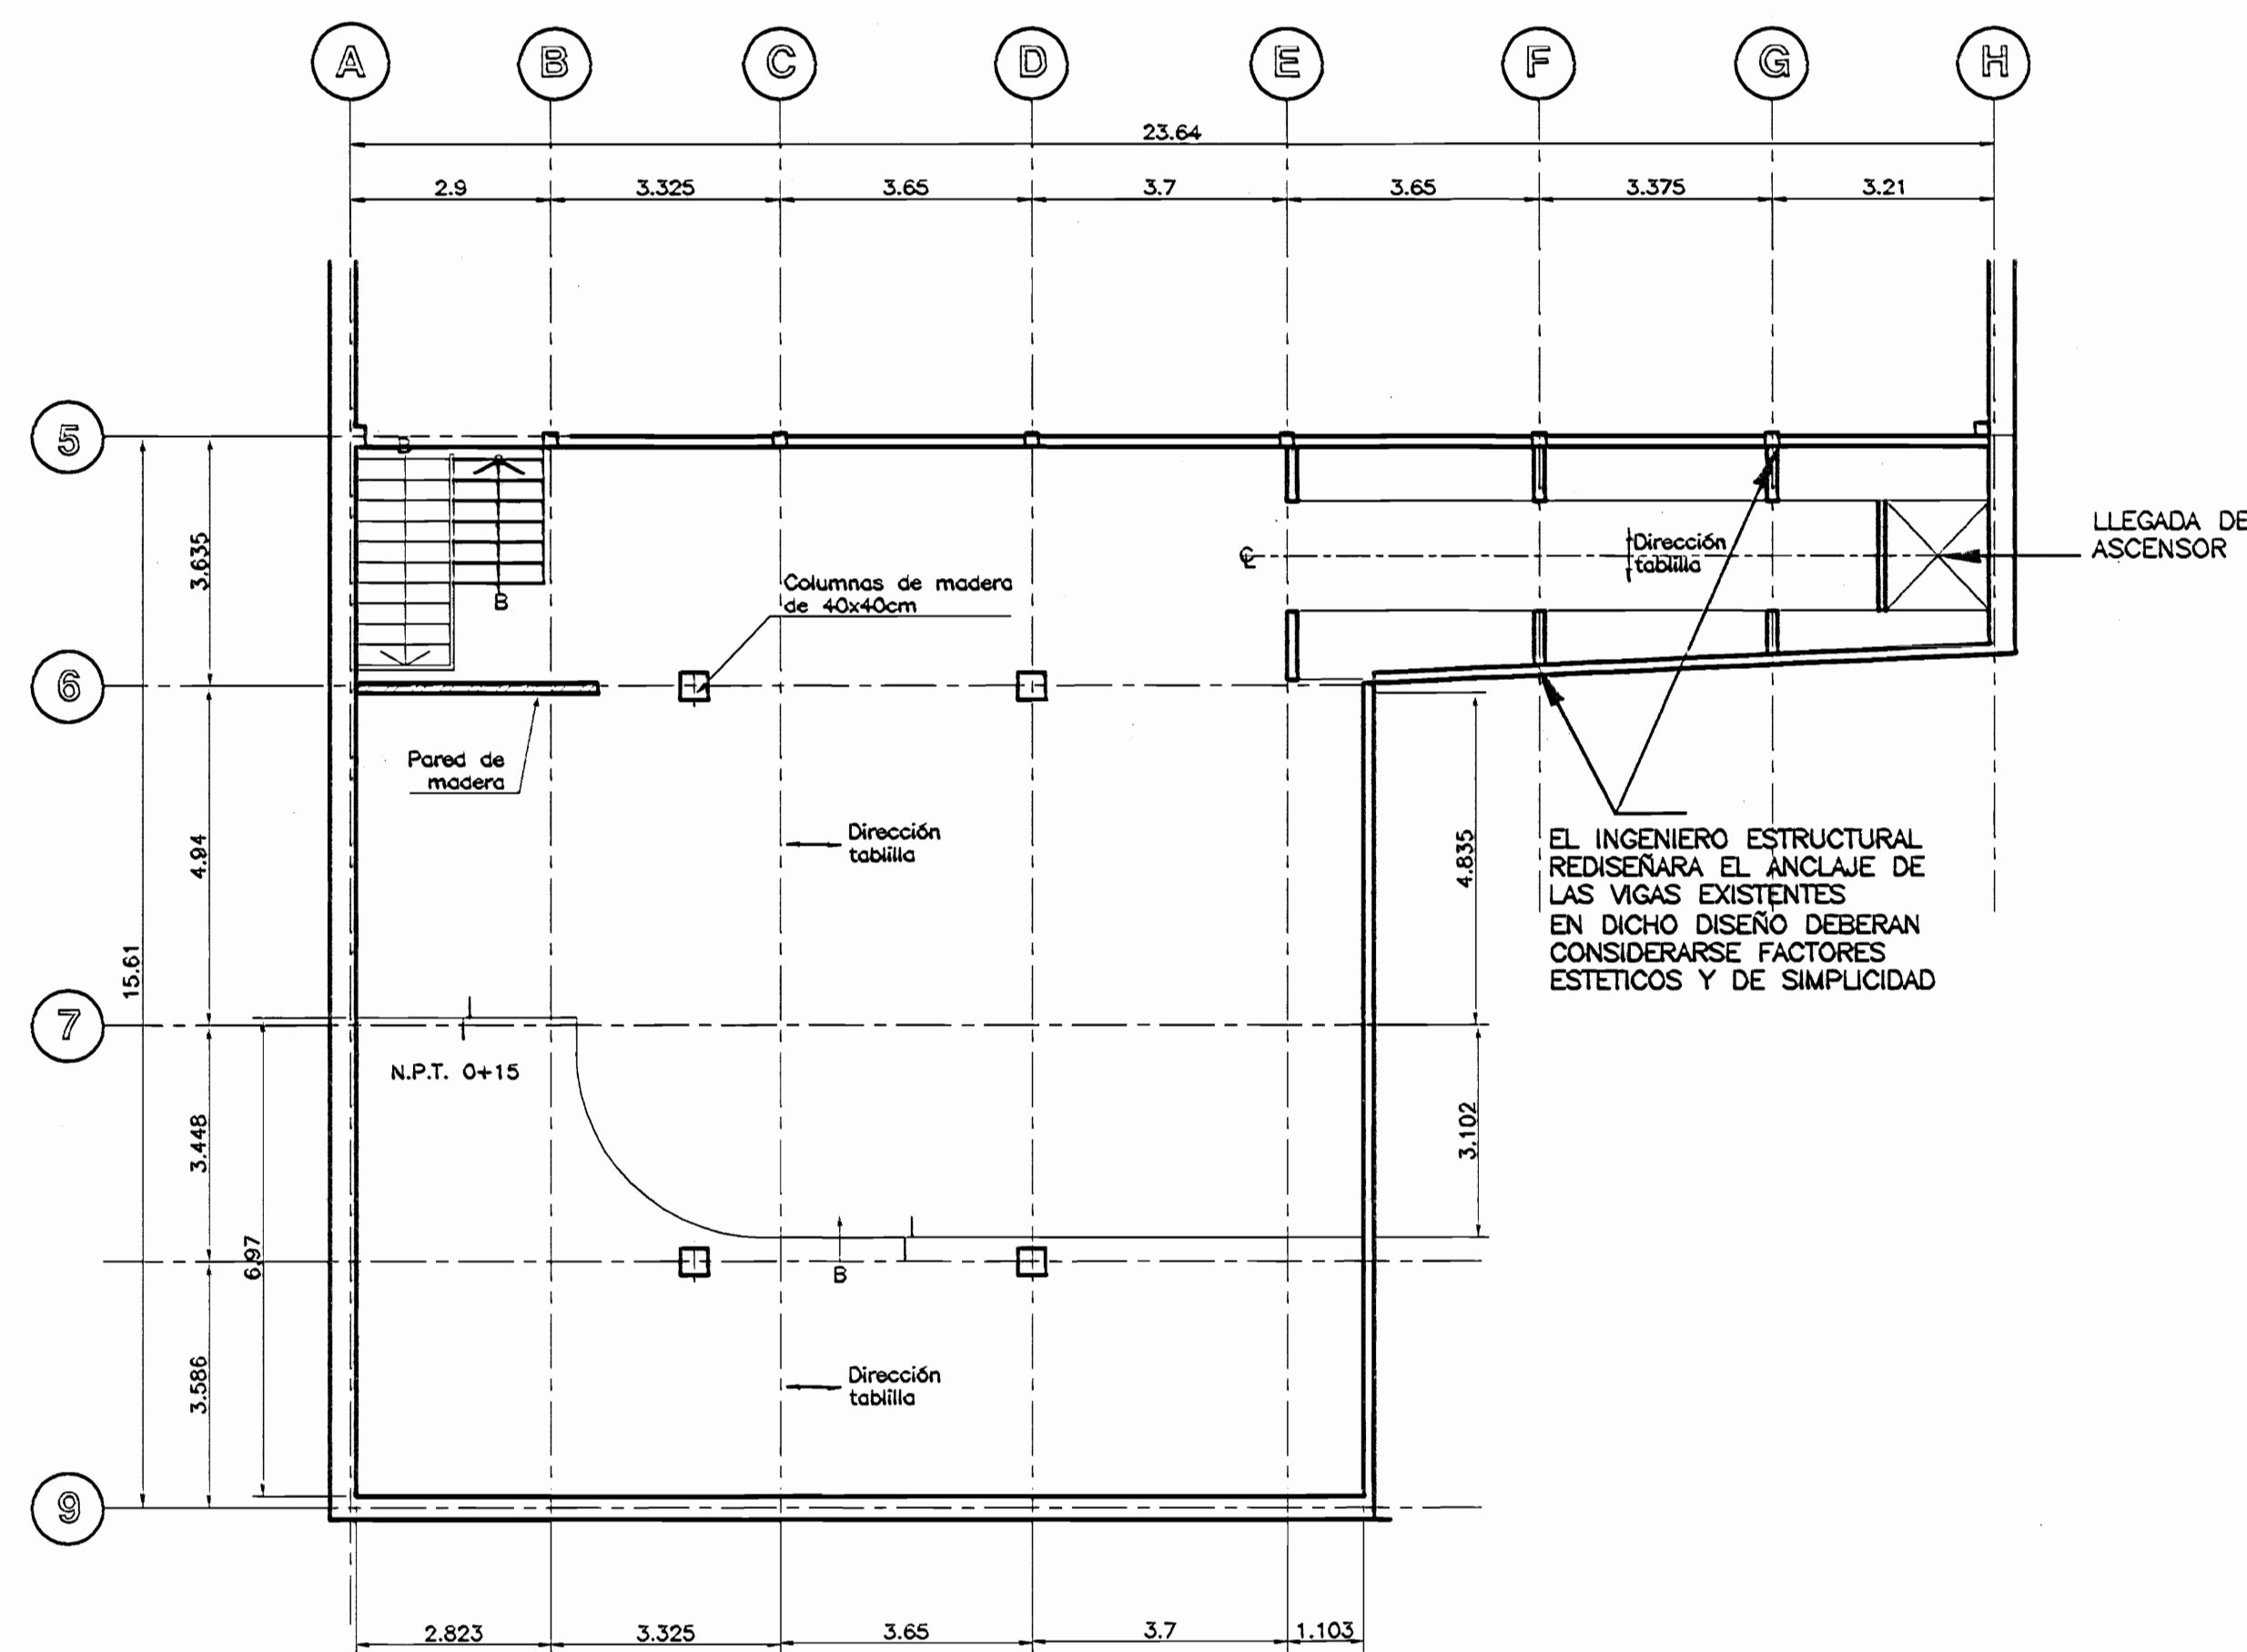 A B C D E F G H
23.64
2.9 3.325 3.65 3.7 3.65 3.375 3.21
5
B
B
3.635
Columnas de madera
de 40x40cm
℄
Dirección
tablilla
LLEGADA DE
ASCENSOR
6
Pared de
madera
Dirección
tablilla
4.94
4.835
EL INGENIERO ESTRUCTURAL
REDISEÑARA EL ANCLAJE DE
LAS VIGAS EXISTENTES
EN DICHO DISEÑO DEBERAN
CONSIDERARSE FACTORES
ESTETICOS Y DE SIMPLICIDAD
15.61
7
N.P.T. 0+15
3.448
3.102
6.97
B
3.586
Dirección
tablilla
9
2.823 3.325 3.65 3.7 1.103